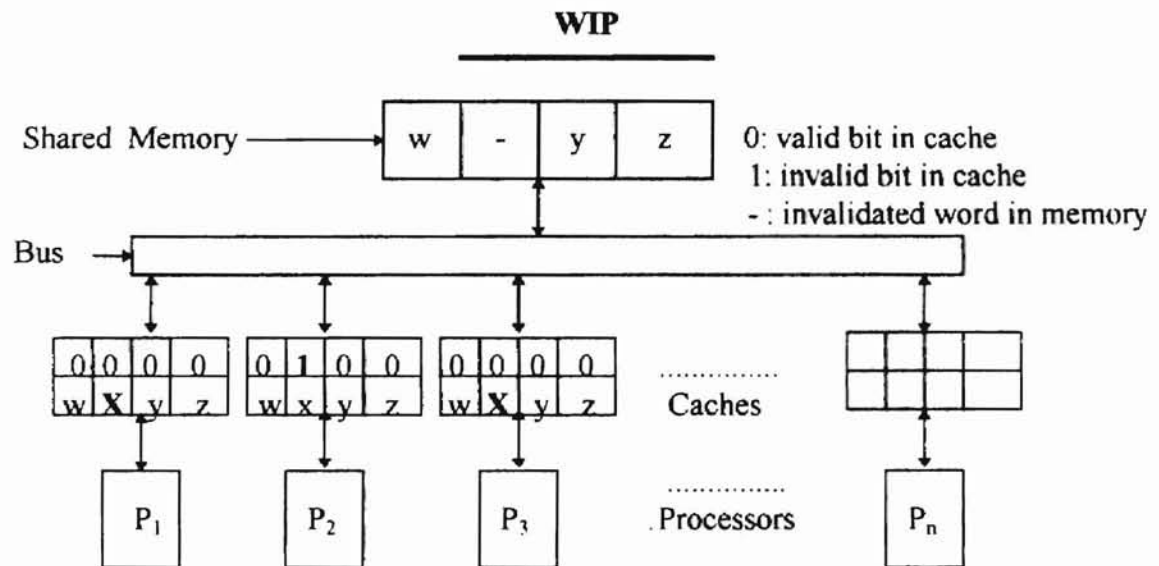 WIP
Shared Memory
w - y z
0: valid bit in cache
1: invalid bit in cache
- : invalidated word in memory
Bus
0 0 0 0
0 1 0 0
0 0 0 0
w X y z
w x y z
w X y z
..............
Caches
..............
P1
P2
P3
.Processors
Pn